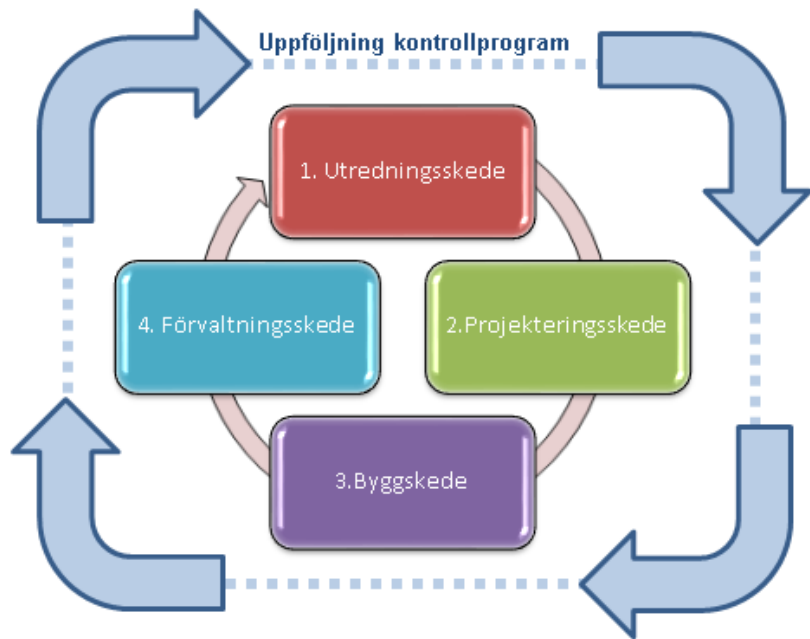 Uppföljning kontrollprogram
1. Utredningsskede
4. Förvaltningsskede
2.Projekteringsskede
3.Byggskede